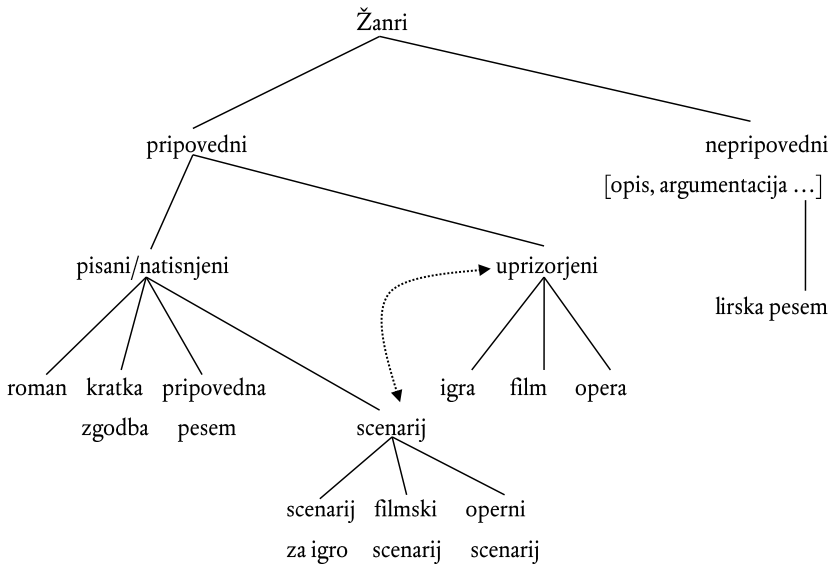 Žanri
pripovedni
nepripovedni
[opis, argumentacija ...]
pisani/natisnjeni
uprizorjeni
lirska pesem
roman
kratka
zgodba
pripovedna
pesem
igra
film
opera
scenarij
scenarij
za igro
filmski
scenarij
operni
scenarij